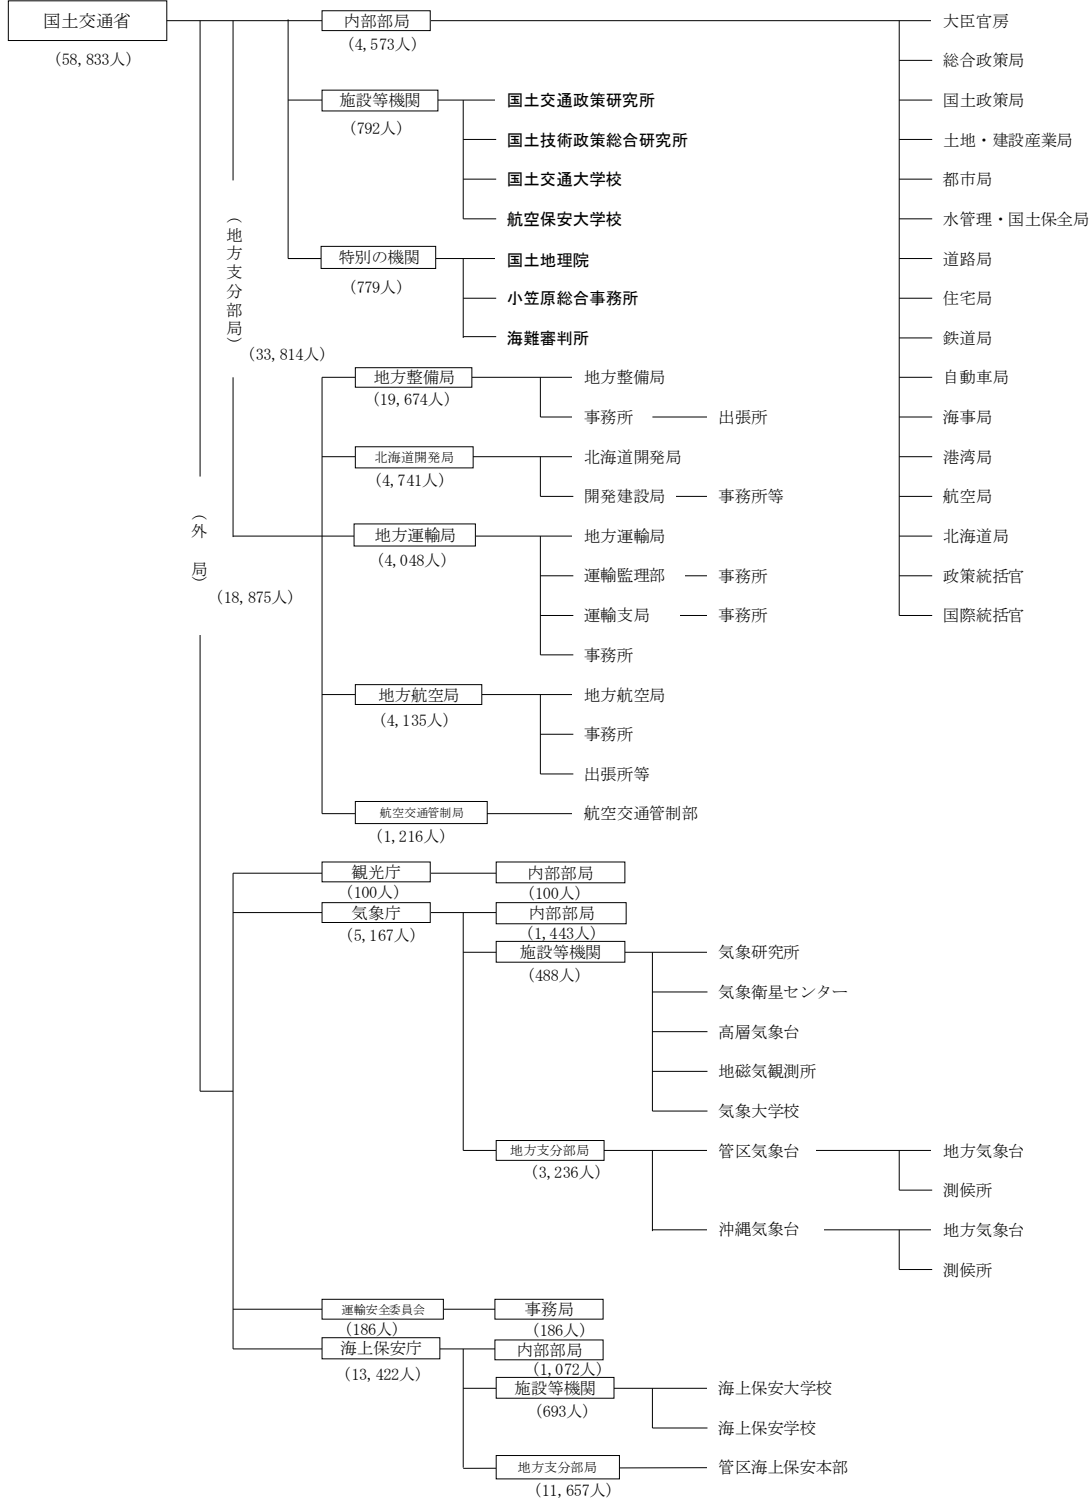 国土交通省
(58,833人)
内部部局
(4,573人)
大臣官房
総合政策局
国土政策局
土地・建設産業局
都市局
水管理・国土保全局
道路局
住宅局
鉄道局
自動車局
海事局
港湾局
航空局
北海道局
政策統括官
国際統括官
施設等機関
(792人)
国土交通政策研究所
国土技術政策総合研究所
国土交通大学校
航空保安大学校
特別の機関
(779人)
国土地理院
小笠原総合事務所
海難審判所
(地方支分部局)
(33,814人)
地方整備局
(19,674人)
地方整備局
事務所
出張所
北海道開発局
(4,741人)
北海道開発局
開発建設局
事務所等
地方運輸局
(4,048人)
地方運輸局
運輸監理部
事務所
運輸支局
事務所
事務所
地方航空局
(4,135人)
地方航空局
事務所
出張所等
航空交通管制局
(1,216人)
航空交通管制部
(外局)
(18,875人)
観光庁
(100人)
内部部局
(100人)
気象庁
(5,167人)
内部部局
(1,443人)
施設等機関
(488人)
気象研究所
気象衛星センター
高層気象台
地磁気観測所
気象大学校
地方支分部局
(3,236人)
管区気象台
地方気象台
測候所
沖縄気象台
地方気象台
測候所
運輸安全委員会
(186人)
事務局
(186人)
海上保安庁
(13,422人)
内部部局
(1,072人)
施設等機関
(693人)
海上保安大学校
海上保安学校
地方支分部局
(11,657人)
管区海上保安本部